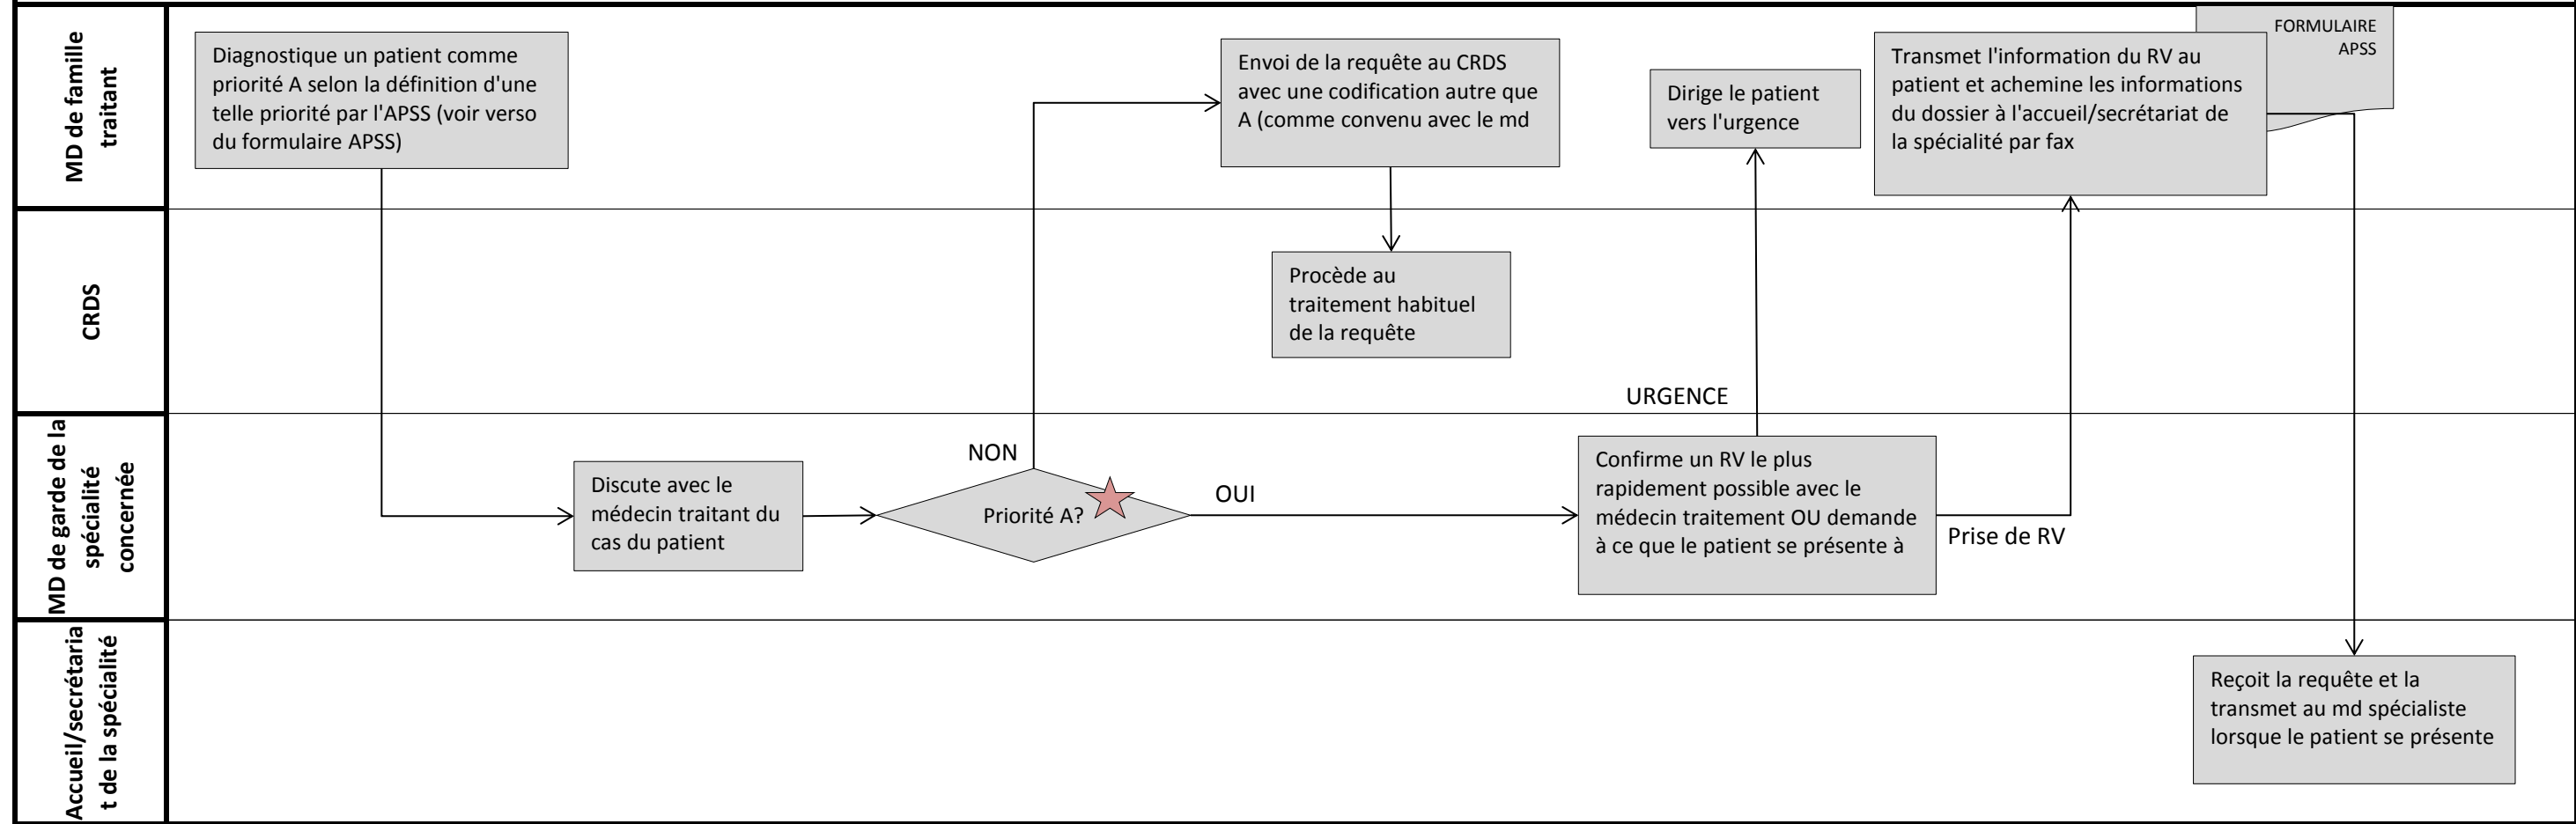 MD de famille
traitant
Diagnostique un patient comme
priorité A selon la définition d'une
telle priorité par l'APSS (voir verso
du formulaire APSS)
Envoi de la requête au CRDS
avec une codification autre que
A (comme convenu avec le md
Dirige le patient
vers l'urgence
Transmet l'information du RV au
patient et achemine les informations
du dossier à l'accueil/secrétariat de
la spécialité par fax
FORMULAIRE
APSS
CRDS
Procède au
traitement habituel
de la requête
URGENCE
MD de garde de la
spécialité
concernée
Discute avec le
médecin traitant du
cas du patient
NON
Priorité A?
OUI
Confirme un RV le plus
rapidement possible avec le
médecin traitement OU demande
à ce que le patient se présente à
Prise de RV
Accueil/secrétaria
t de la spécialité
Reçoit la requête et la
transmet au md spécialiste
lorsque le patient se présente